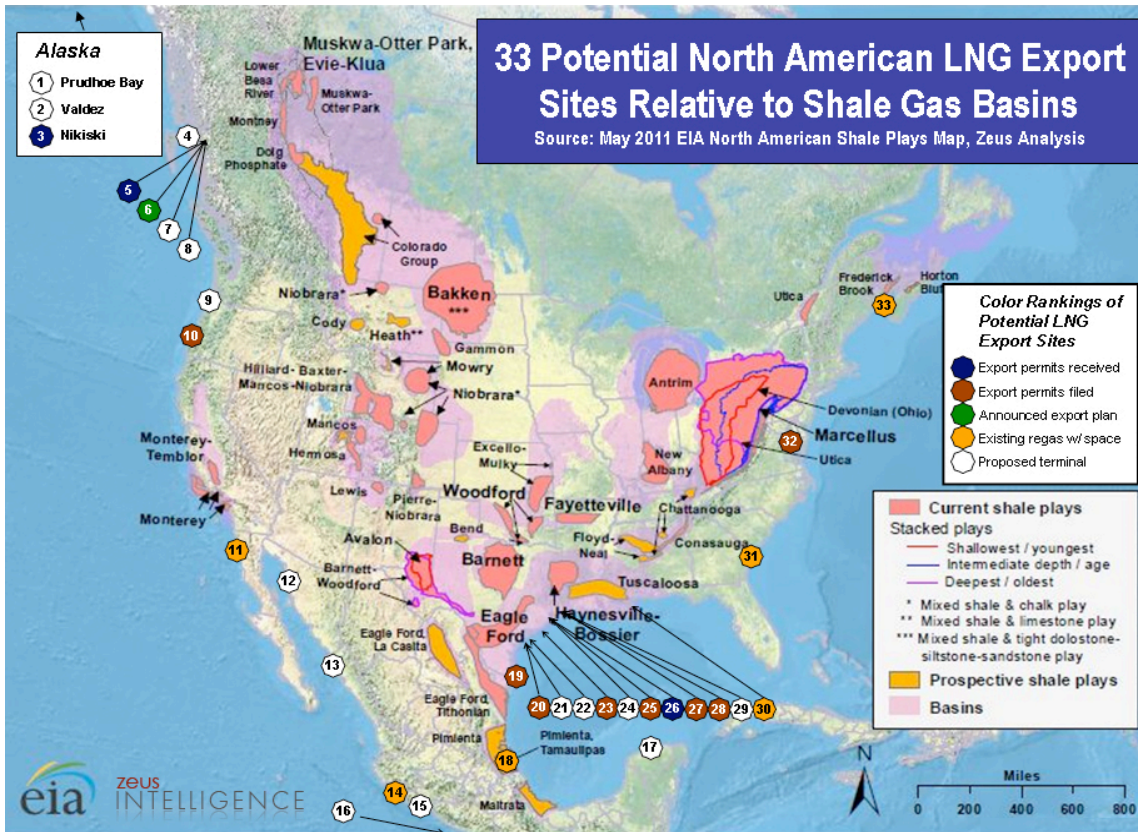 33 Potential North American LNG Export
Sites Relative to Shale Gas Basins
Source: May 2011 EIA North American Shale Plays Map, Zeus Analysis
Alaska
1 Prudhoe Bay
2 Valdez
3 Nikiski
Muskwa-Otter Park,
Evie-Klua
Lower
Besa
River
Muskwa-
Otter Park
Montney
Doig
Phosphate
4
5
6
7
8
Colorado
Group
9
10
Niobrara*
Bakken
***
Cody
Heath**
Gammon
Mowry
Hilliard-Baxter-
Mancos-Niobrara
Niobrara*
Mancos
Hermosa
Monterey-
Temblor
Monterey
Lewis
Pierre-
Niobrara
Excello-
Mulky
Woodford
Fayetteville
Bend
Antrim
New
Albany
Chattanooga
Floyd-
Neal
Conasauga
Utica
Frederick
Brook
Horton
Bluff
33
Devonian (Ohio)
Marcellus
32
Utica
31
11
12
13
Avalon
Barnett-
Woodford
Barnett
Tuscaloosa
Eagle
Ford
Haynesville-
Bossier
Eagle Ford,
La Casita
19
20 21 22 23 24 25 26 27 28 29 30
Eagle Ford,
Tithonian
Pimienta
Pimienta,
Tamaulipas
18
17
14
15
16
Maltrata
Color Rankings of
Potential LNG
Export Sites
Export permits received
Export permits filed
Announced export plan
Existing regas w/ space
Proposed terminal
Current shale plays
Stacked plays
Shallowest / youngest
Intermediate depth / age
Deepest / oldest
* Mixed shale & chalk play
** Mixed shale & limestone play
*** Mixed shale & tight dolostone-
siltstone-sandstone play
Prospective shale plays
Basins
N
Miles
0 200 400 600 800
eia
zeus
INTELLIGENCE